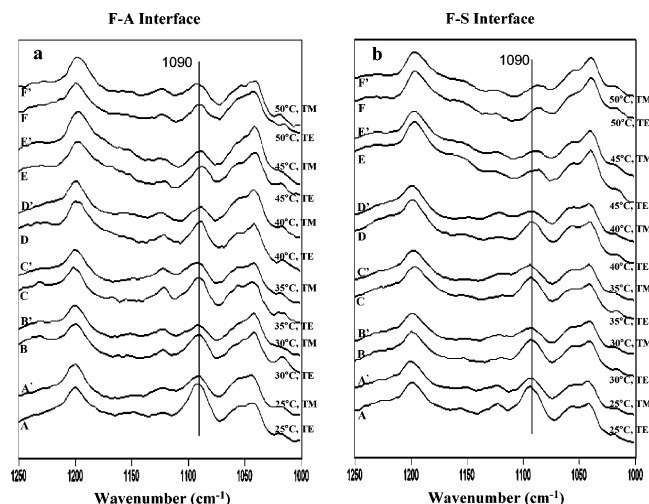 F-A Interface
F-S Interface
a
1090
F'
F
E'
E
D'
D
C'
C
B'
B
A'
A
50°C, TM
50°C, TE
45°C, TM
45°C, TE
40°C, TM
40°C, TE
35°C, TM
35°C, TE
30°C, TM
30°C, TE
25°C, TM
25°C, TE
1250 1200 1150 1100 1050 1000
Wavenumber (cm⁻¹)
b
1090
F'
F
E'
E
D'
D
C'
C
B'
B
A'
A
50°C, TM
50°C, TE
45°C, TM
45°C, TE
40°C, TM
40°C, TE
35°C, TM
35°C, TE
30°C, TM
30°C, TE
25°C, TM
25°C, TE
1250 1200 1150 1100 1050 1000
Wavenumber (cm⁻¹)